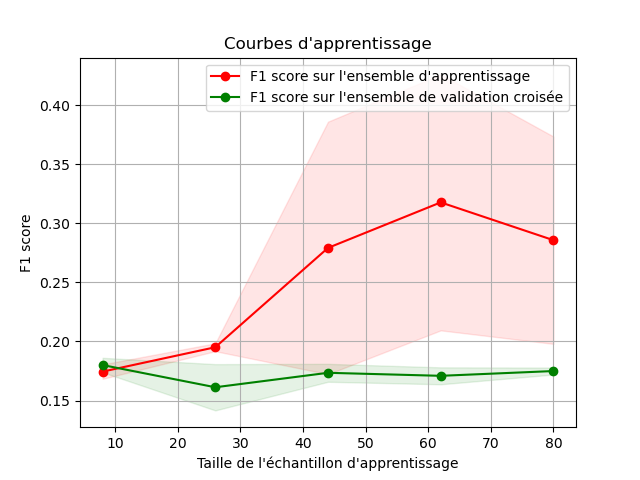 Courbes d'apprentissage
F1 score sur l'ensemble d'apprentissage
F1 score sur l'ensemble de validation croisée
0.40
0.35
0.30
0.25
0.20
0.15
F1 score
10 20 30 40 50 60 70 80
Taille de l'échantillon d'apprentissage